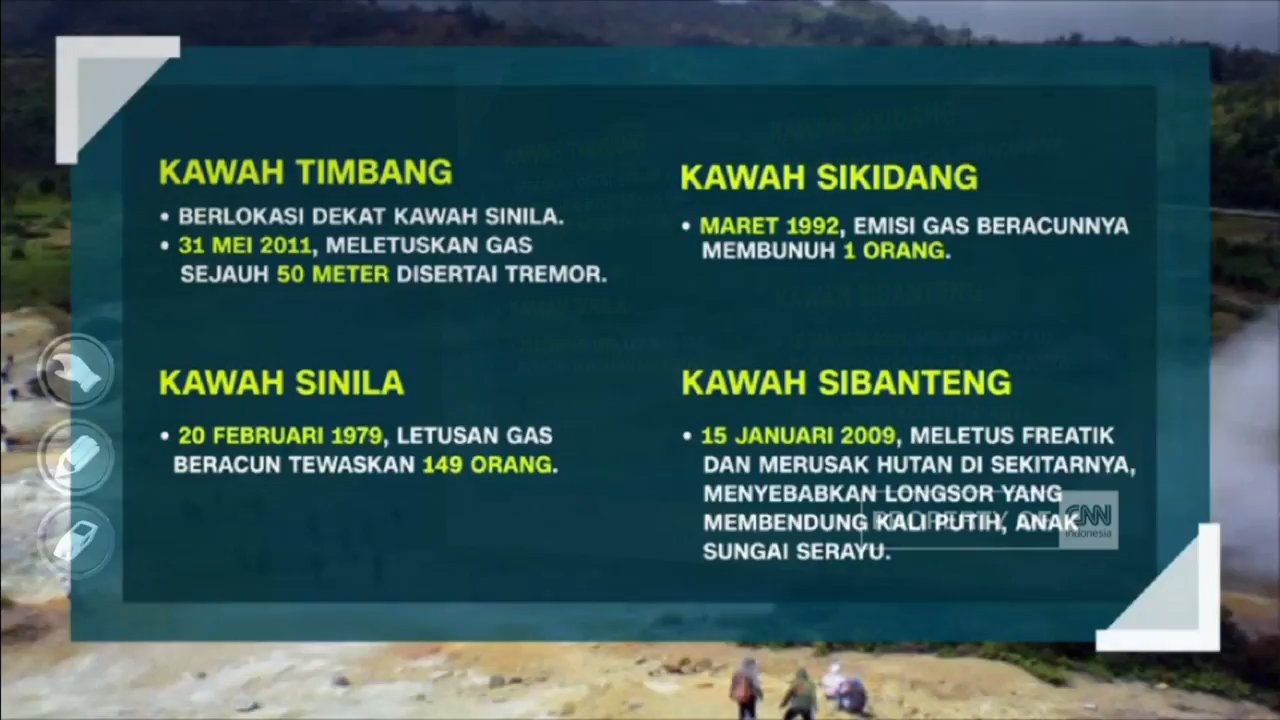 KAWAH TIMBANG
• BERLOKASI DEKAT KAWAH SINILA.
• 31 MEI 2011, MELETUSKAN GAS
SEJAUH 50 METER DISERTAI TREMOR.
KAWAH SIKIDANG
• MARET 1992, EMISI GAS BERACUNNYA
MEMBUNUH 1 ORANG.
KAWAH SINILA
• 20 FEBRUARI 1979, LETUSAN GAS
BERACUN TEWASKAN 149 ORANG.
KAWAH SIBANTENG
• 15 JANUARI 2009, MELETUS FREATIK
DAN MERUSAK HUTAN DI SEKITARNYA,
MENYEBABKAN LONGSOR YANG
MEMBENDUNG KALI PUTIH, ANAK
SUNGAI SERAYU.
PROPERTY OF CNN
Indonesia